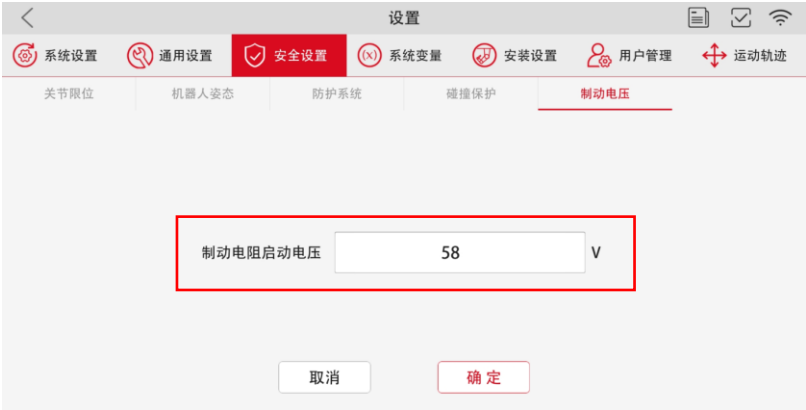 设置
系统设置 通用设置 安全设置 (x) 系统变量 安装设置 用户管理 运动轨迹
关节限位 机器人姿态 防护系统 碰撞保护 制动电压
制动电阻启动电压 58 V
取消 确定